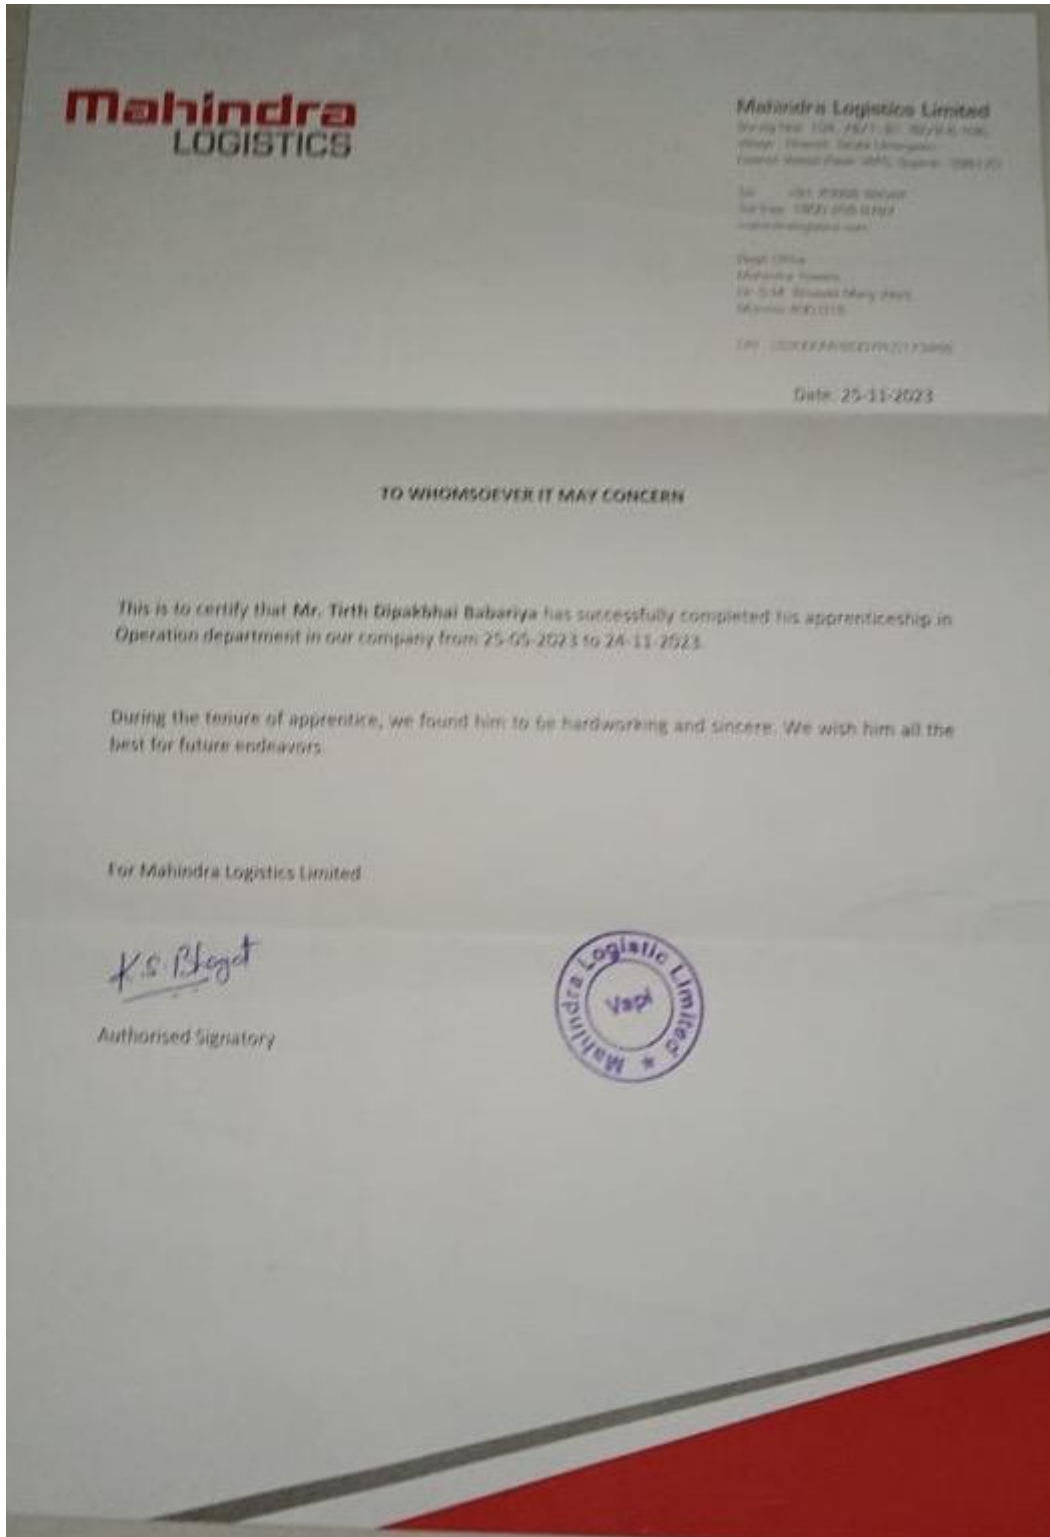 Mahindra
LOGISTICS
Mahindra Logistics Limited
Mahindra Towers,
Date: 25-11-2023
TO WHOMSOEVER IT MAY CONCERN
This is to certify that Mr. Tirth Dipakbhai Babariya has successfully completed his apprenticeship in
Operation department in our company from 25-05-2023 to 24-11-2023.
During the tenure of apprentice, we found him to be hardworking and sincere. We wish him all the
best for future endeavors.
For Mahindra Logistics Limited
K.S. Bhagat
Authorised Signatory
Mahindra Logistic Limited ★
Vapi